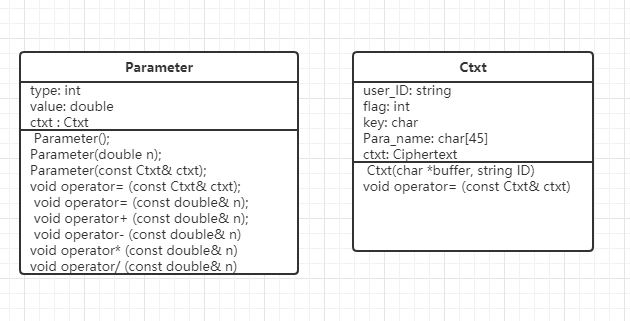 Parameter
type: int
value: double
ctxt : Ctxt
Parameter();
Parameter(double n);
Parameter(const Ctxt& ctxt);
void operator= (const Ctxt& ctxt);
void operator= (const double& n);
void operator+ (const double& n);
void operator- (const double& n)
void operator* (const double& n)
void operator/ (const double& n)
Ctxt
user_ID: string
flag: int
key: char
Para_name: char[45]
ctxt: Ciphertext
Ctxt(char *buffer, string ID)
void operator= (const Ctxt& ctxt)